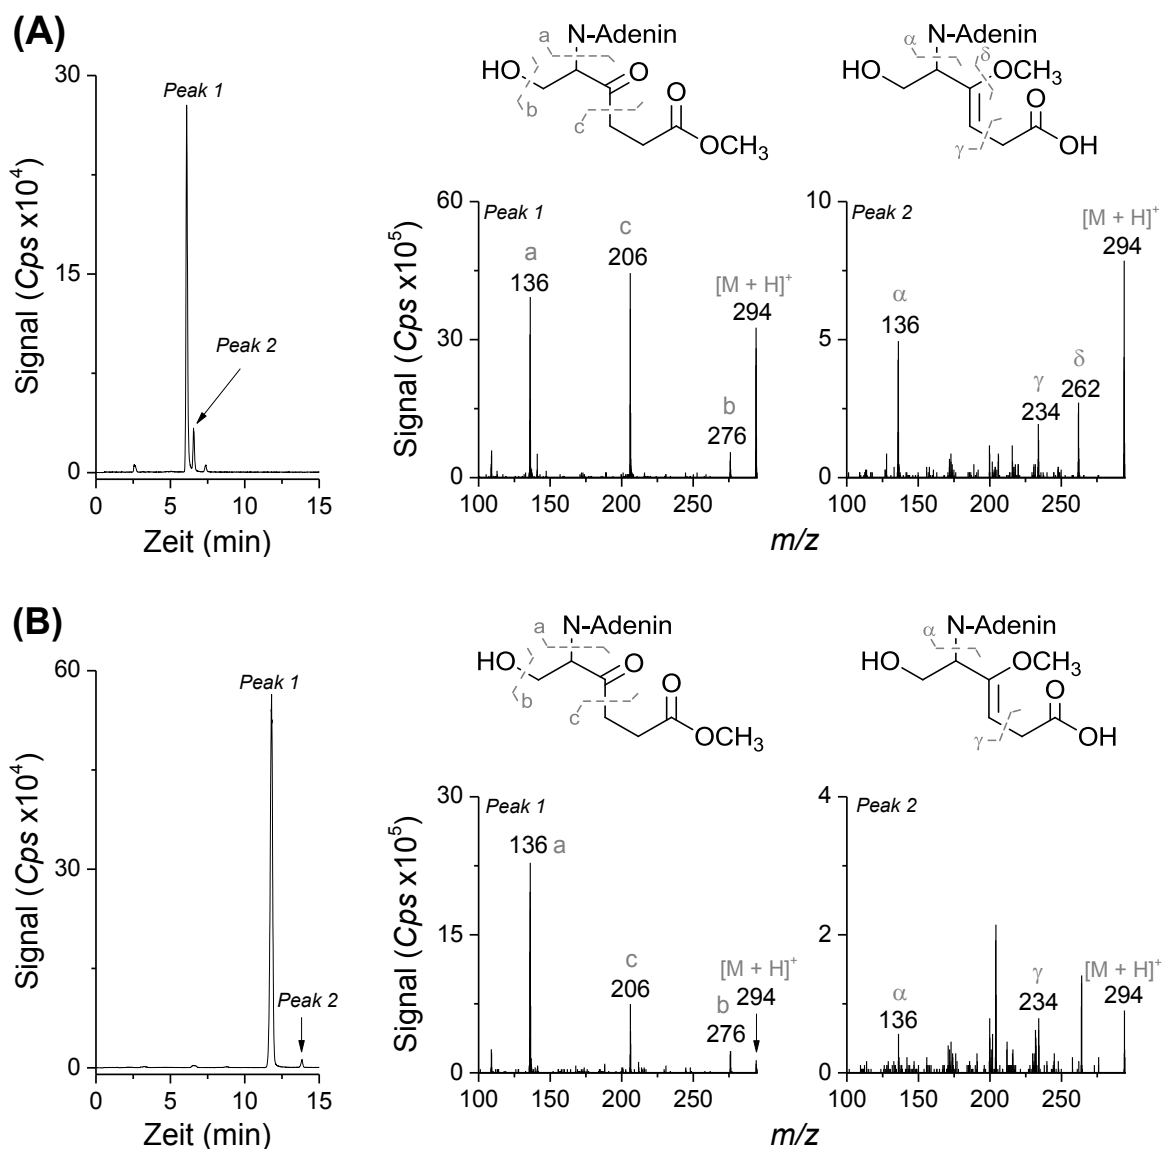 (A)
30
15
0
Signal (Cps x10⁴)
Peak 1
Peak 2
0
5
10
15
Zeit (min)
a
N-Adenin
HO
O
b
c
O
OCH₃
α
N-Adenin
δ
HO
OCH₃
O
γ
OH
60
30
0
Signal (Cps x10⁵)
Peak 1
a
136
c
206
b
276
[M + H]⁺
294
100
150
200
250
10
5
0
Peak 2
α
136
γ
234
δ
262
[M + H]⁺
294
100
150
200
250
m/z
(B)
60
30
0
Signal (Cps x10⁴)
Peak 1
Peak 2
0
5
10
15
Zeit (min)
a
N-Adenin
HO
O
b
c
O
OCH₃
α
N-Adenin
HO
OCH₃
O
γ
OH
30
15
0
Signal (Cps x10⁵)
Peak 1
136 a
c
206
b
276
[M + H]⁺
294
100
150
200
250
4
2
0
Peak 2
α
136
γ
234
[M + H]⁺
294
100
150
200
250
m/z